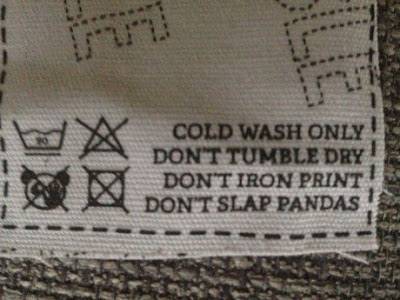 COLD WASH ONLY
DON'T TUMBLE DRY
DON'T IRON PRINT
DON'T SLAP PANDAS